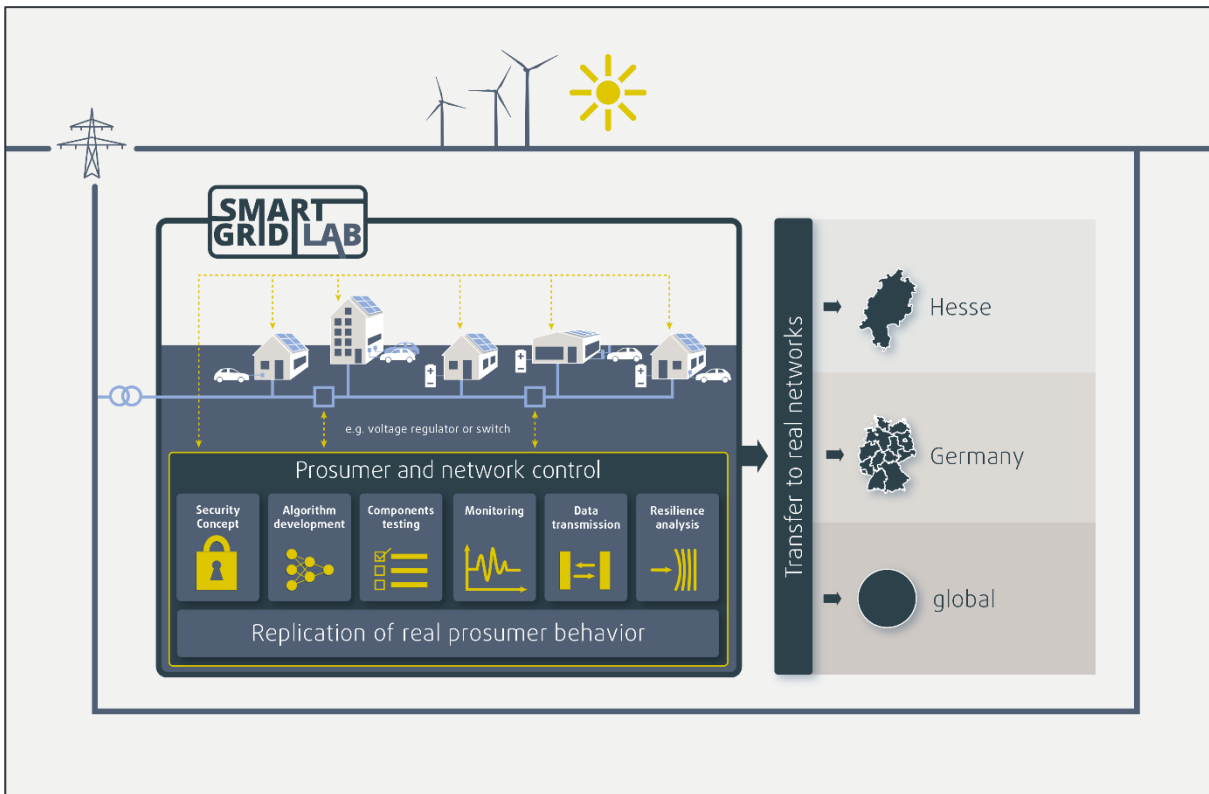 SMART
GRID LAB
e.g. voltage regulator or switch
Prosumer and network control
Security
Concept
Algorithm
development
Components
testing
Monitoring
Data
transmission
Resilience
analysis
Replication of real prosumer behavior
Transfer to real networks
Hesse
Germany
global